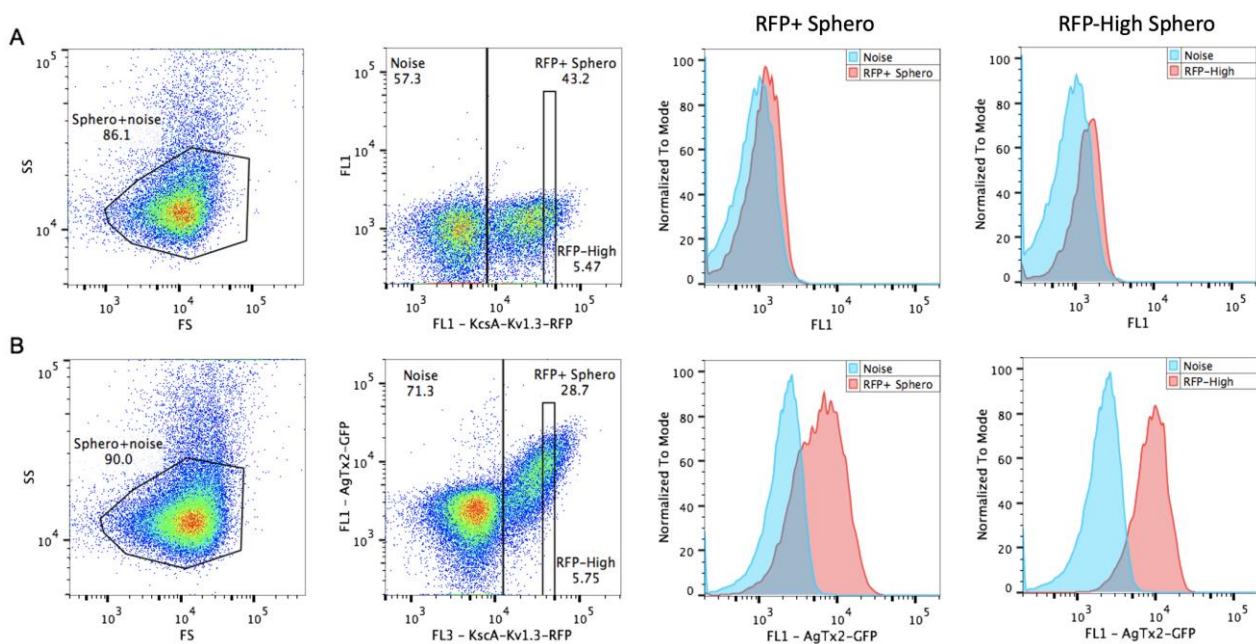 RFP+ Sphero
RFP-High Sphero
A
10^5
10^4
SS
Sphero+noise
86.1
10^3
10^4
10^5
FS
10^5
10^4
10^3
FL1
Noise
57.3
RFP+ Sphero
43.2
RFP-High
5.47
10^3
10^4
10^5
FL1 - KcsA-Kv1.3-RFP
Normalized To Mode
100
80
60
40
20
0
Noise
RFP+ Sphero
10^3
10^4
10^5
FL1
Normalized To Mode
100
80
60
40
20
0
Noise
RFP-High
10^3
10^4
10^5
FL1
B
10^5
10^4
SS
Sphero+noise
90.0
10^3
10^4
10^5
FS
10^5
10^4
10^3
FL1 - AgTx2-GFP
Noise
71.3
RFP+ Sphero
28.7
RFP-High
5.75
10^3
10^4
10^5
FL3 - KscA-Kv1.3-RFP
Normalized To Mode
100
80
60
40
20
0
Noise
RFP+ Sphero
10^3
10^4
10^5
FL1 - AgTx2-GFP
Normalized To Mode
100
80
60
40
20
0
Noise
RFP-High
10^3
10^4
10^5
FL1 - AgTx2-GFP